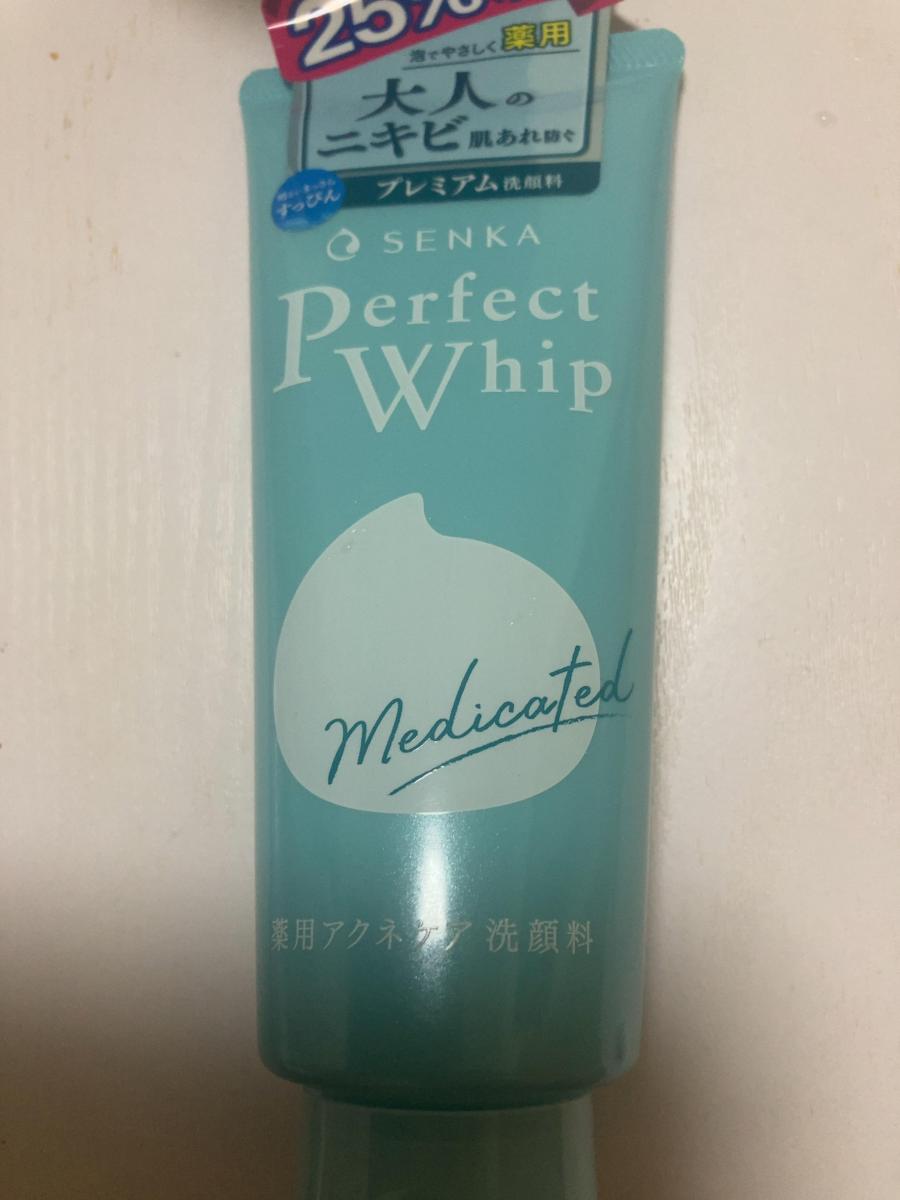 25%
泡でやさしく 薬用
大人の
ニキビ 肌あれ防ぐ
プレミアム 洗顔料
すっぴん
SENKA
Perfect
Whip
Medicated
薬用アクネケア 洗顔料